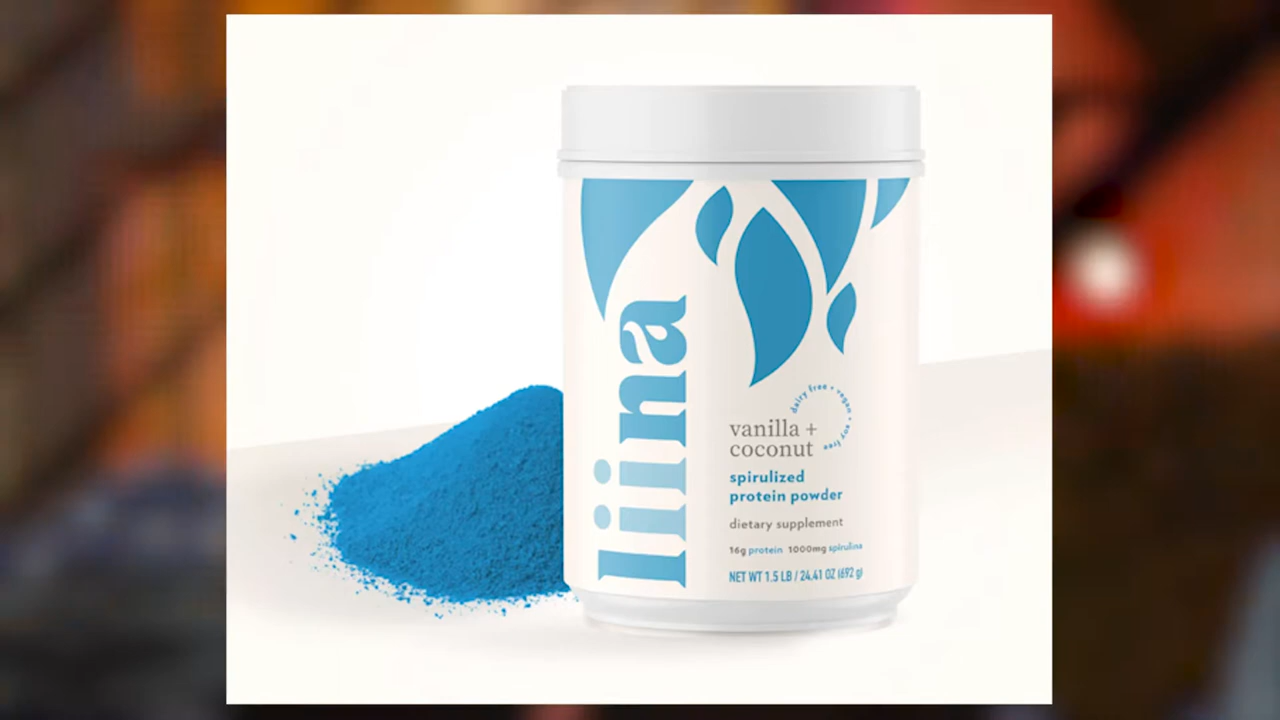 liina
dairy free • vegan • soy free
vanilla +
coconut
spirulized
protein powder
dietary supplement
16g protein 1000mg spirulina
NET WT 1.5 LB / 24.41 OZ (692 g)